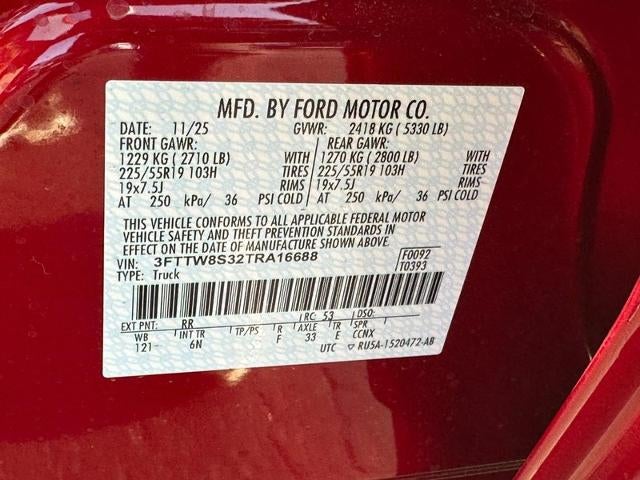 MFD. BY FORD MOTOR CO.
DATE: 11/25 GVWR: 2418 KG ( 5330 LB)
FRONT GAWR: REAR GAWR:
1229 KG ( 2710 LB) WITH 1270 KG ( 2800 LB) WITH
225/55R19 103H TIRES 225/55R19 103H TIRES
19x7.5J RIMS 19x7.5J RIMS
AT 250 kPa/ 36 PSI COLD AT 250 kPa/ 36 PSI COLD
THIS VEHICLE CONFORMS TO ALL APPLICABLE FEDERAL MOTOR
VEHICLE SAFETY AND THEFT PREVENTION STANDARDS IN
EFFECT ON THE DATE OF MANUFACTURE SHOWN ABOVE.
VIN: 3FTTW8S32TRA16688 F0092
TYPE: Truck T0393
EXT PNT: RR RC: 53 DSO:
WB INT TR TP/PS R AXLE TR SPR
121- 6N F 33 E CCNX
UTC ▽ RU5A-1520472-AB